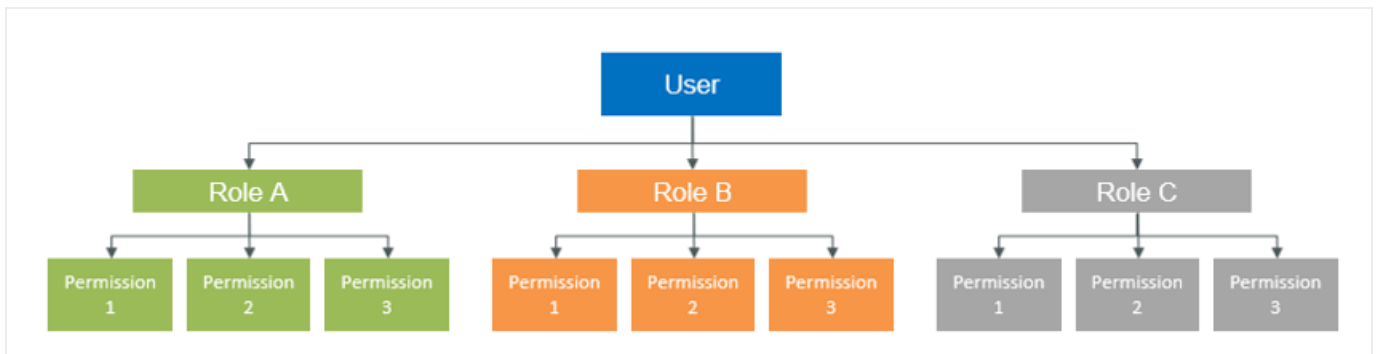 User
Role A
Role B
Role C
Permission
1
Permission
2
Permission
3
Permission
1
Permission
2
Permission
3
Permission
1
Permission
2
Permission
3